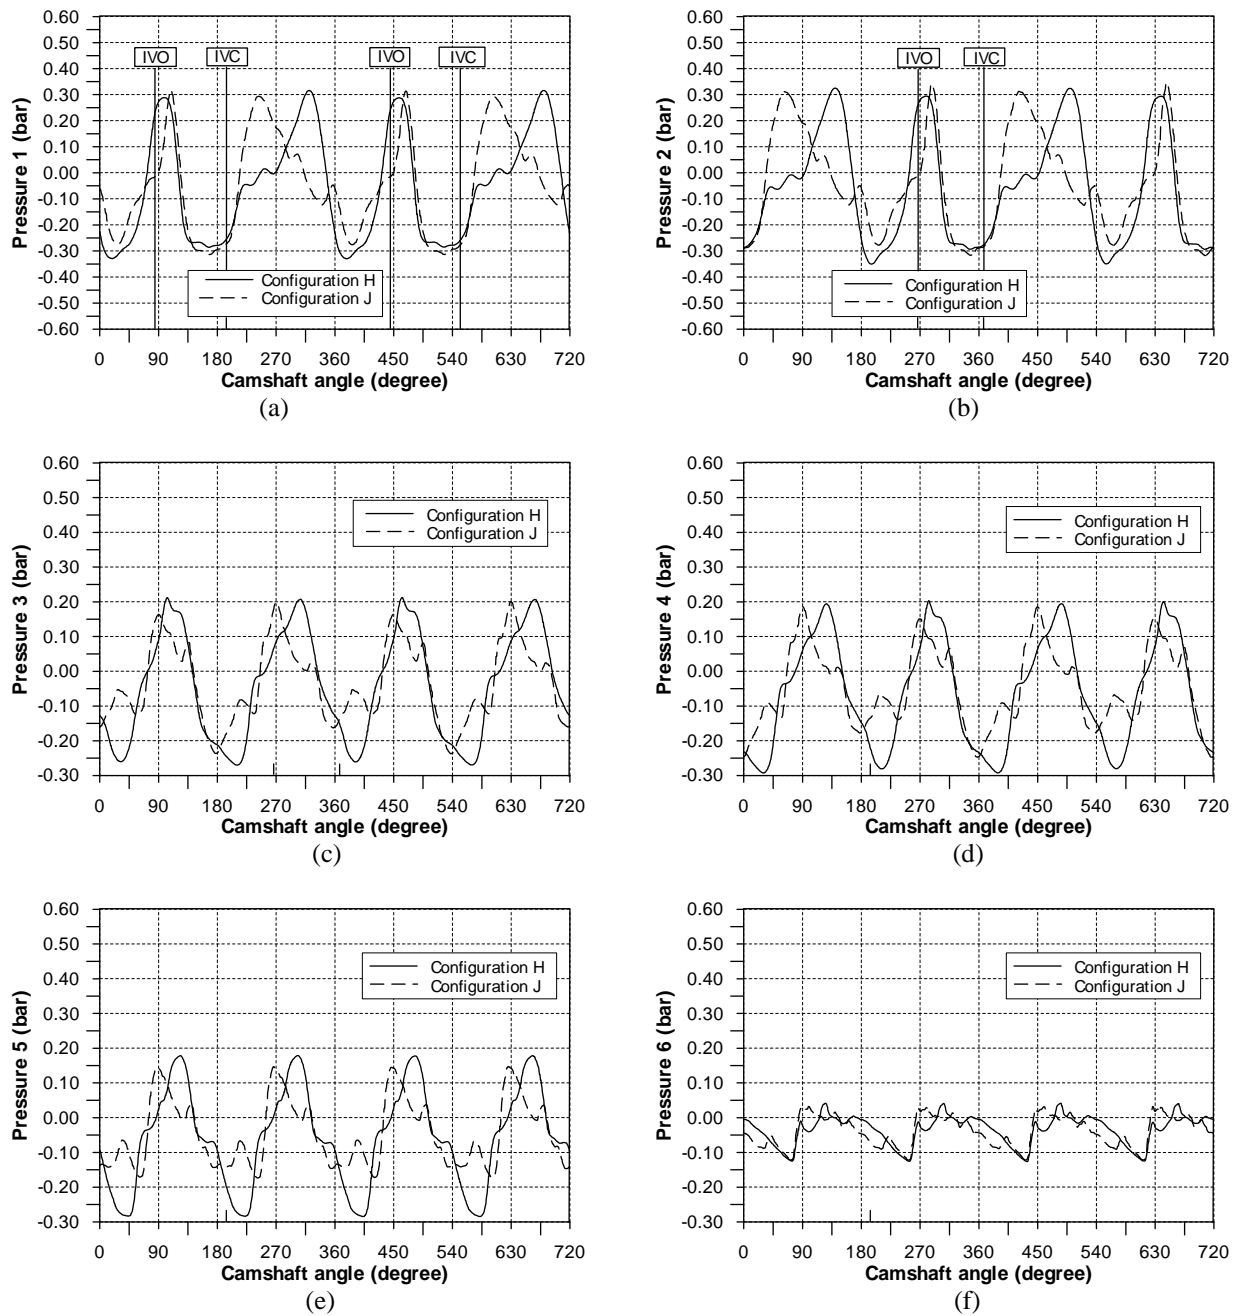 0.60
0.50
0.40
0.30
0.20
0.10
0.00
-0.10
-0.20
-0.30
-0.40
-0.50
-0.60
Pressure 1 (bar)
IVO
IVC
IVO
IVC
Configuration H
Configuration J
0 90 180 270 360 450 540 630 720
Camshaft angle (degree)
(a)
0.60
0.50
0.40
0.30
0.20
0.10
0.00
-0.10
-0.20
-0.30
-0.40
-0.50
-0.60
Pressure 2 (bar)
IVO
IVC
Configuration H
Configuration J
0 90 180 270 360 450 540 630 720
Camshaft angle (degree)
(b)
0.60
0.50
0.40
0.30
0.20
0.10
0.00
-0.10
-0.20
-0.30
Pressure 3 (bar)
Configuration H
Configuration J
0 90 180 270 360 450 540 630 720
Camshaft angle (degree)
(c)
0.60
0.50
0.40
0.30
0.20
0.10
0.00
-0.10
-0.20
-0.30
Pressure 4 (bar)
Configuration H
Configuration J
0 90 180 270 360 450 540 630 720
Camshaft angle (degree)
(d)
0.60
0.50
0.40
0.30
0.20
0.10
0.00
-0.10
-0.20
-0.30
Pressure 5 (bar)
Configuration H
Configuration J
0 90 180 270 360 450 540 630 720
Camshaft angle (degree)
(e)
0.60
0.50
0.40
0.30
0.20
0.10
0.00
-0.10
-0.20
-0.30
Pressure 6 (bar)
Configuration H
Configuration J
0 90 180 270 360 450 540 630 720
Camshaft angle (degree)
(f)